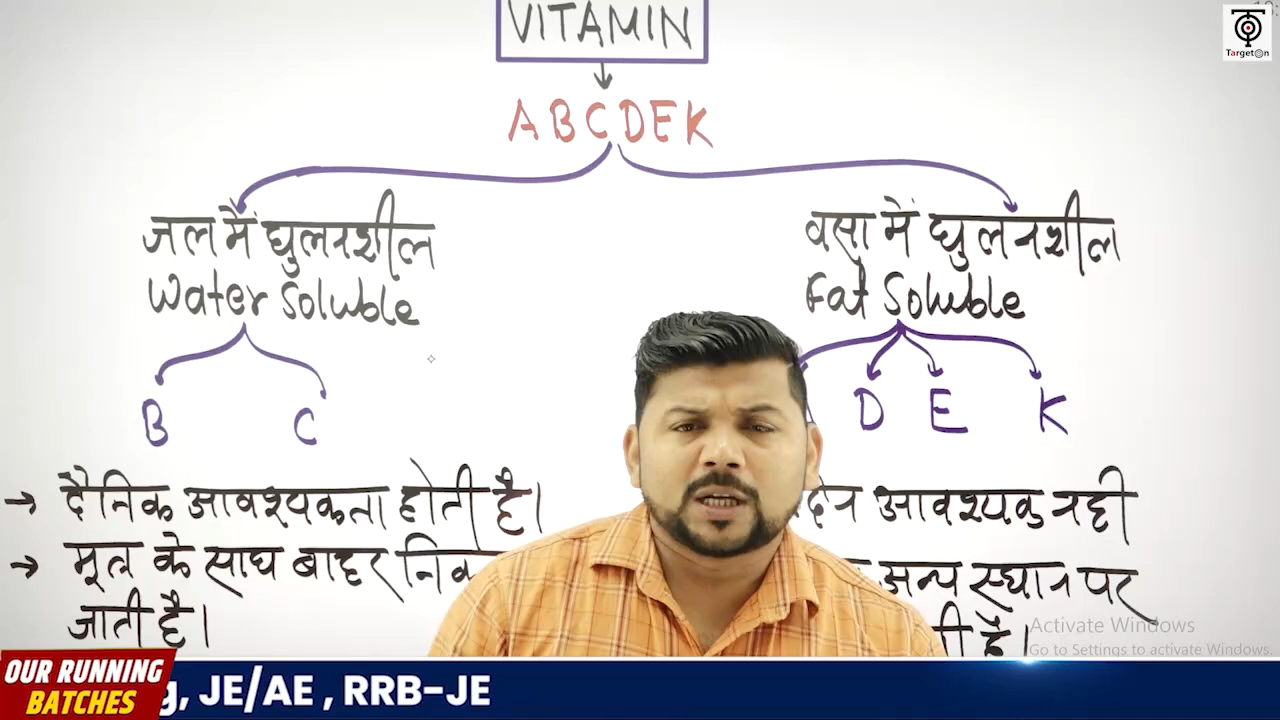 VITAMIN
TargetOn
A B C D E K
जल में घुलनशील
वसा में घुलनशील
Water Soluble
Fat Soluble
B C
D E K
→ दैनिक आवश्यकता होती है।
आवश्यक नही
→ मूत्र के साथ बाहर
अन्य स्थान पर
जाती है।
है।
Activate Windows
Go to Settings to activate Windows.
OUR RUNNING
BATCHES
JE/AE , RRB-JE